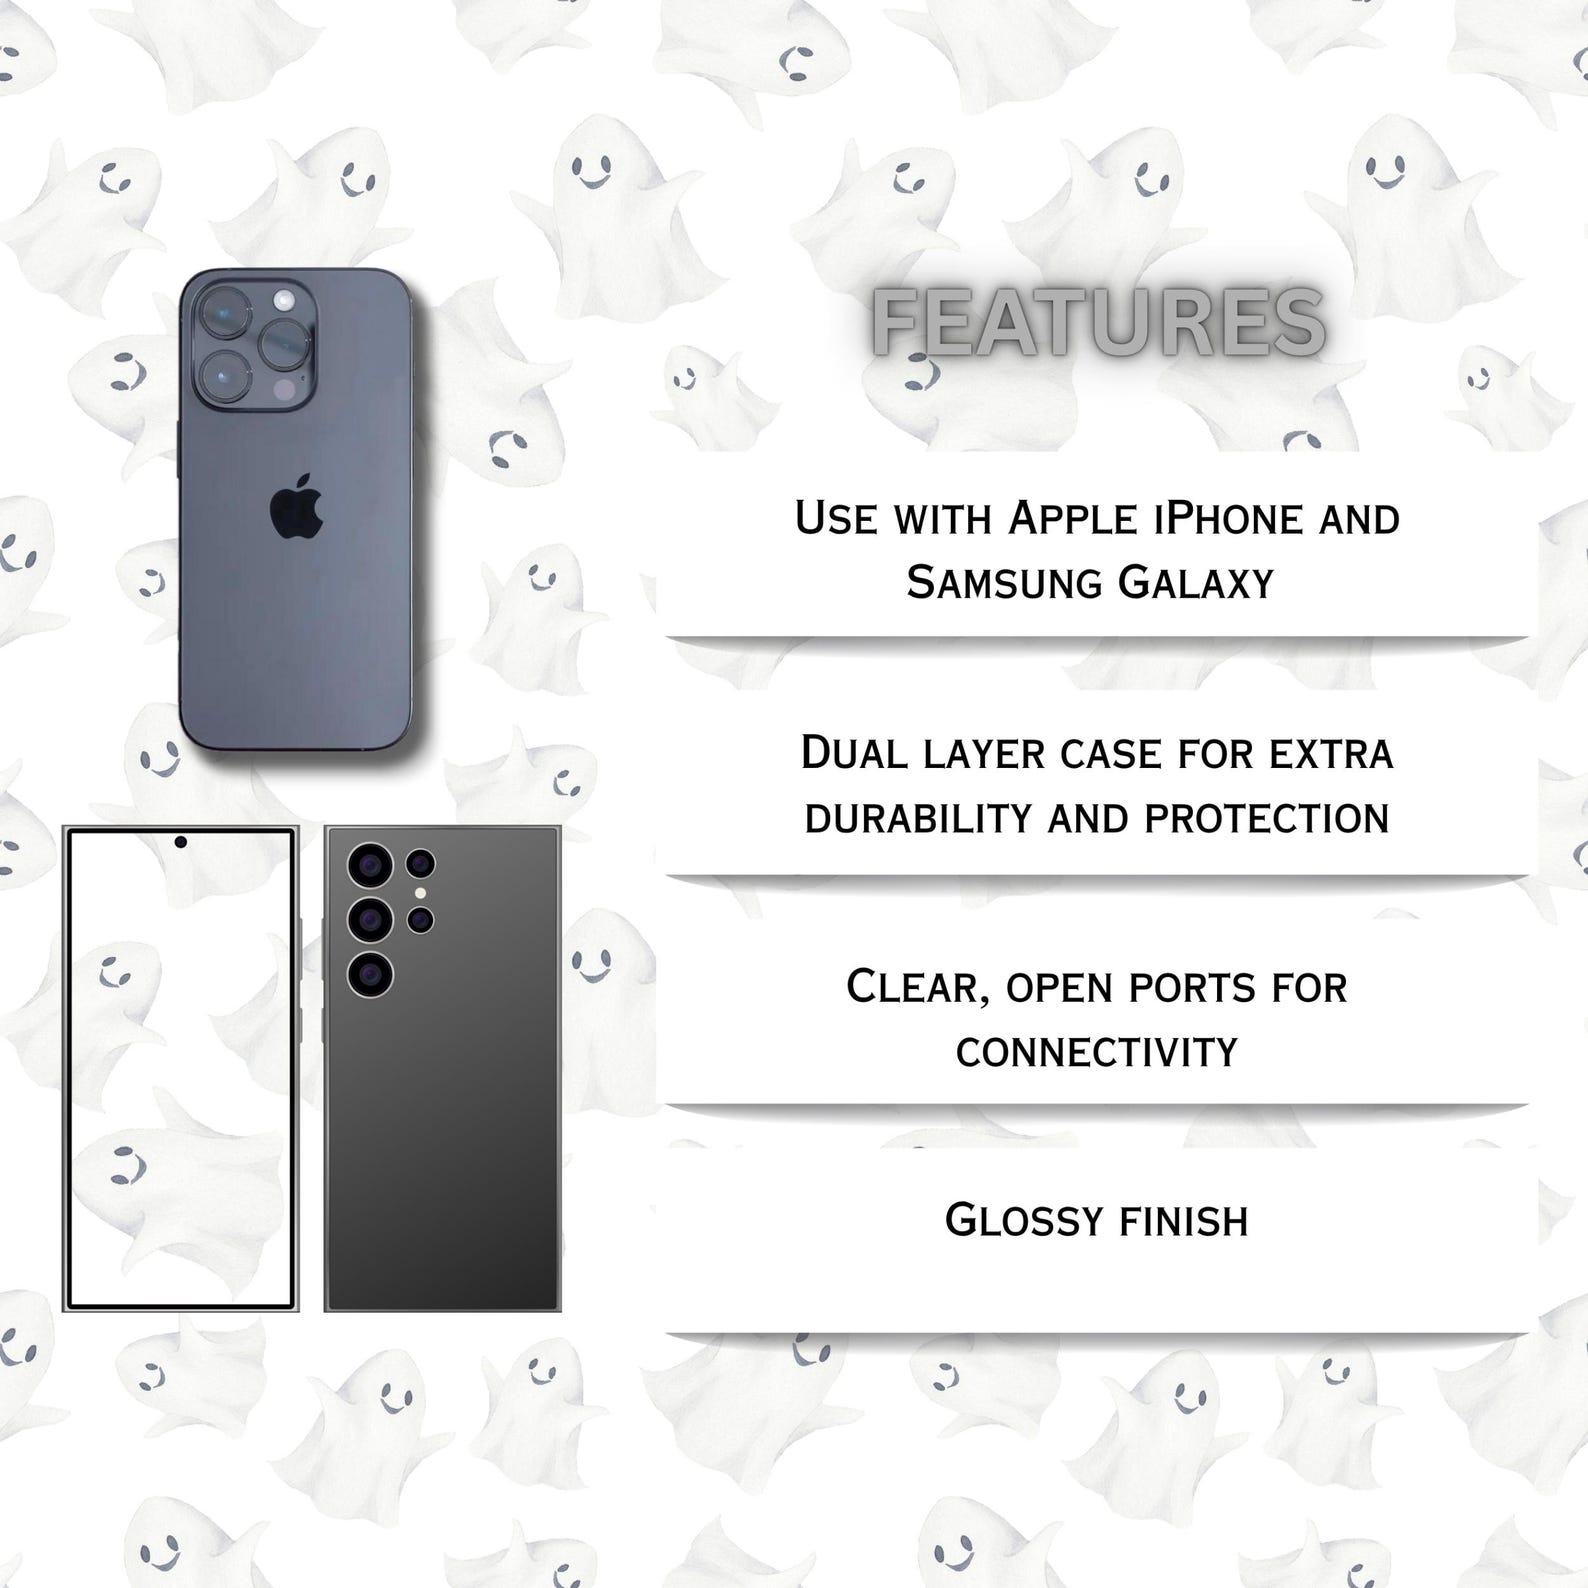 FEATURES
Use with Apple iPhone and
Samsung Galaxy
Dual layer case for extra
durability and protection
Clear, open ports for
connectivity
Glossy finish